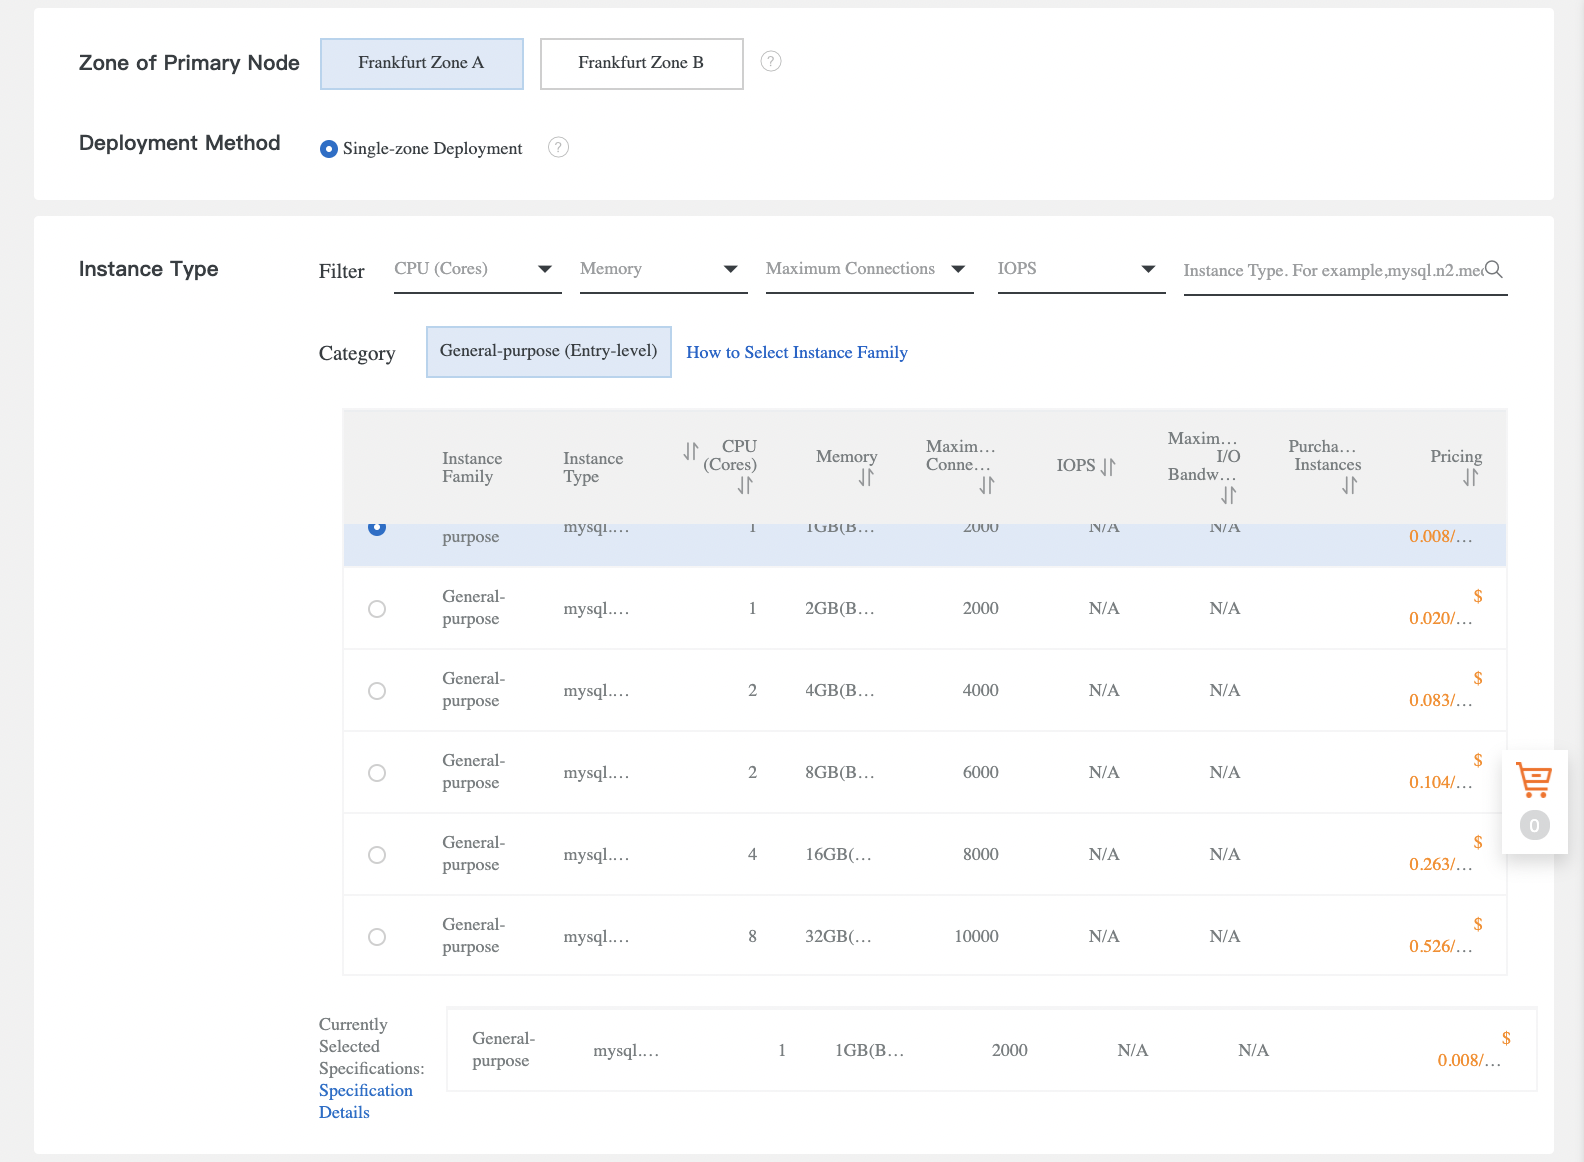 Zone of Primary Node
Frankfurt Zone A
Frankfurt Zone B
?
Deployment Method
Single-zone Deployment
?
Instance Type
Filter
CPU (Cores)
Memory
Maximum Connections
IOPS
Instance Type. For example,mysql.n2.mec
Category
General-purpose (Entry-level)
How to Select Instance Family
Instance
Family
Instance
Type
CPU
(Cores)
Memory
Maxim...
Conne...
IOPS
Maxim...
I/O
Bandw...
Purcha...
Instances
Pricing
purpose
mysql....
1
1GB(B...
2000
N/A
N/A
0.008/...
General-
purpose
mysql....
1
2GB(B...
2000
N/A
N/A
$
0.020/...
General-
purpose
mysql....
2
4GB(B...
4000
N/A
N/A
$
0.083/...
General-
purpose
mysql....
2
8GB(B...
6000
N/A
N/A
$
0.104/...
General-
purpose
mysql....
4
16GB(...
8000
N/A
N/A
$
0.263/...
General-
purpose
mysql....
8
32GB(...
10000
N/A
N/A
$
0.526/...
0
Currently
Selected
Specifications:
Specification
Details
General-
purpose
mysql....
1
1GB(B...
2000
N/A
N/A
$
0.008/...